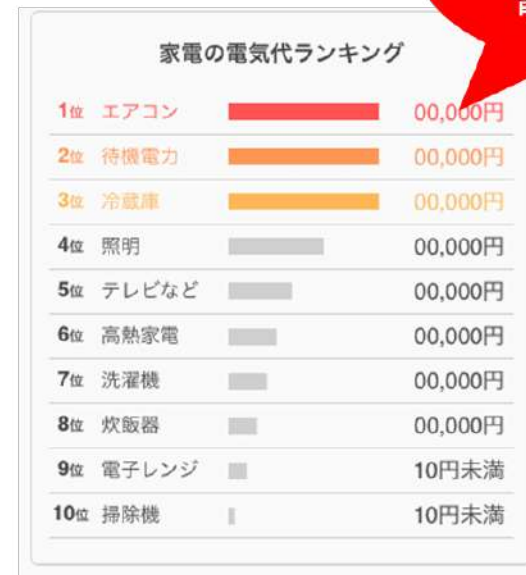 家電の電気代ランキング
1位 エアコン 00,000円
2位 待機電力 00,000円
3位 冷蔵庫 00,000円
4位 照明 00,000円
5位 テレビなど 00,000円
6位 高熱家電 00,000円
7位 洗濯機 00,000円
8位 炊飯器 00,000円
9位 電子レンジ 10円未満
10位 掃除機 10円未満